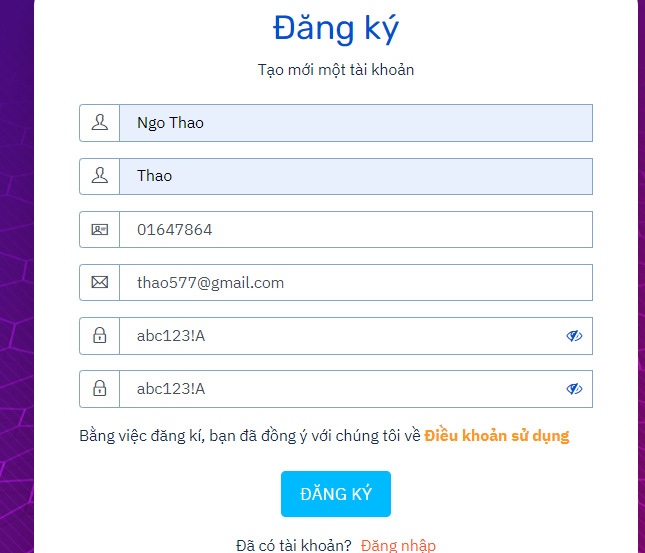 Đăng ký
Tạo mới một tài khoản
Ngo Thao
Thao
01647864
thao577@gmail.com
abc123!A
abc123!A
Bằng việc đăng kí, bạn đã đồng ý với chúng tôi về Điều khoản sử dụng
ĐĂNG KÝ
Đã có tài khoản? Đăng nhập